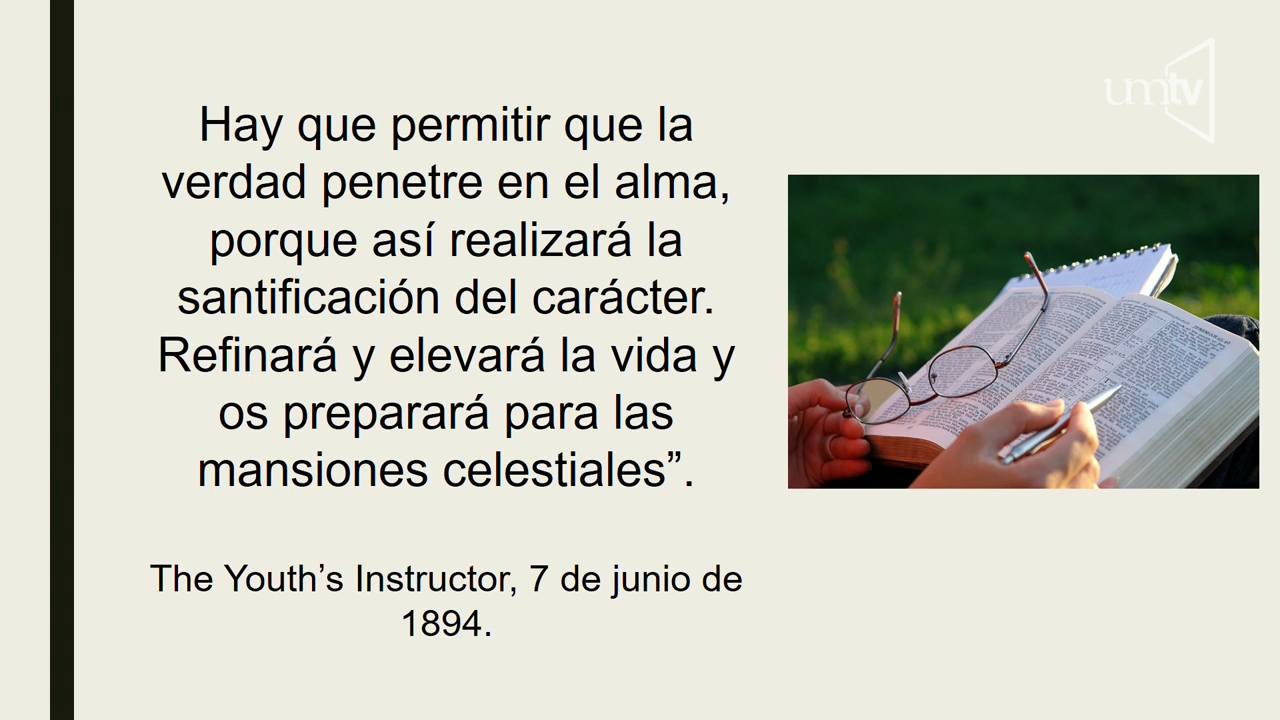 umtv
Hay que permitir que la
verdad penetre en el alma,
porque así realizará la
santificación del carácter.
Refinará y elevará la vida y
os preparará para las
mansiones celestiales”.
The Youth’s Instructor, 7 de junio de
1894.